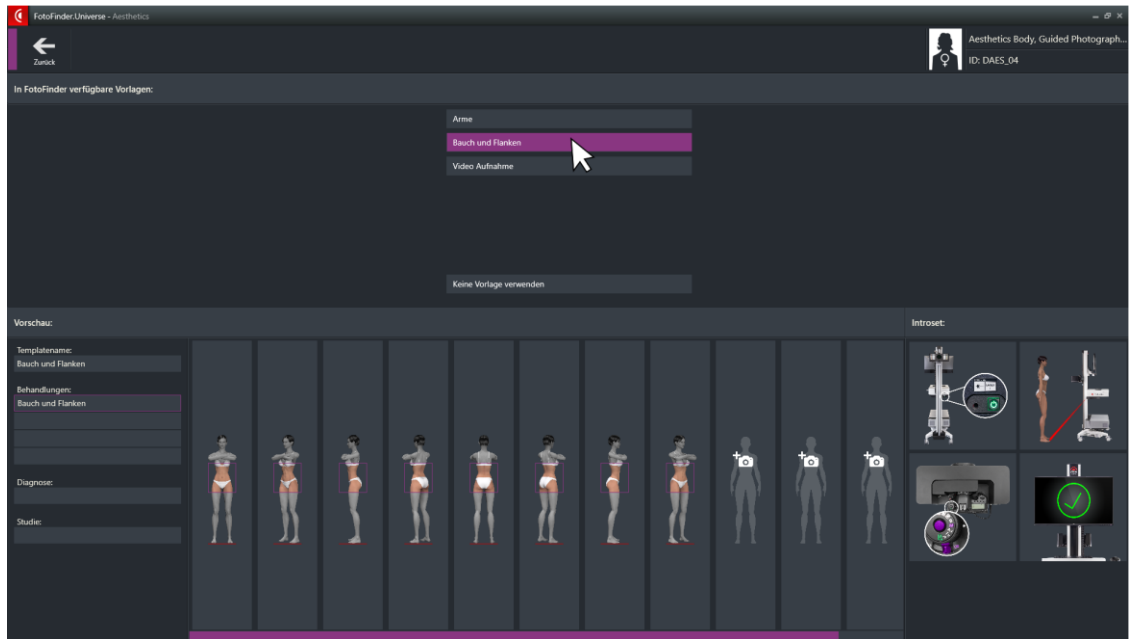 FotoFinder.Universe - Aesthetics
Zurück
Aesthetics Body, Guided Photograph...
ID: DAES_04
In FotoFinder verfügbare Vorlagen:
Arme
Bauch und Flanken
Video Aufnahme
Keine Vorlage verwenden
Vorschau:
Introset:
Templatename:
Bauch und Flanken
Behandlungen:
Bauch und Flanken
Diagnose:
Studie: